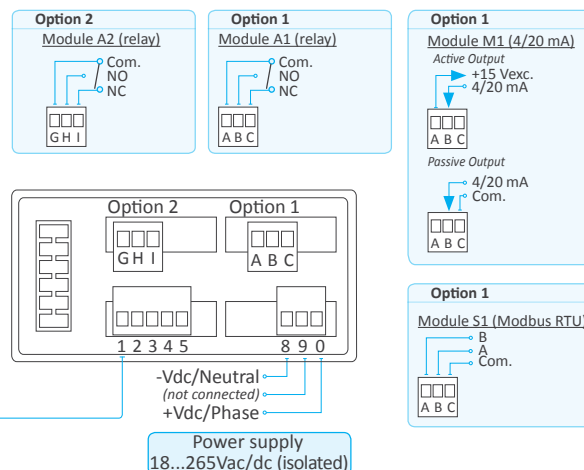 Option 2
Module A2 (relay)
Com.
NO
NC
G H I
Option 1
Module A1 (relay)
Com.
NO
NC
A B C
Option 1
Module M1 (4/20 mA)
Active Output
+15 Vexc.
4/20 mA
A B C
Passive Output
4/20 mA
Com.
A B C
Option 2
Option 1
G H I
A B C
1 2 3 4 5
8 9 0
-Vdc/Neutral
(not connected)
+Vdc/Phase
Power supply
18...265Vac/dc (isolated)
Option 1
Module S1 (Modbus RTU)
B
A
Com.
A B C